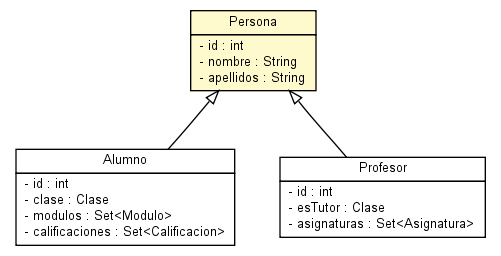 Persona
- id : int
- nombre : String
- apellidos : String
Alumno
- id : int
- clase : Clase
- modulos : Set<Modulo>
- calificaciones : Set<Calificacion>
Profesor
- id : int
- esTutor : Clase
- asignaturas : Set<Asignatura>